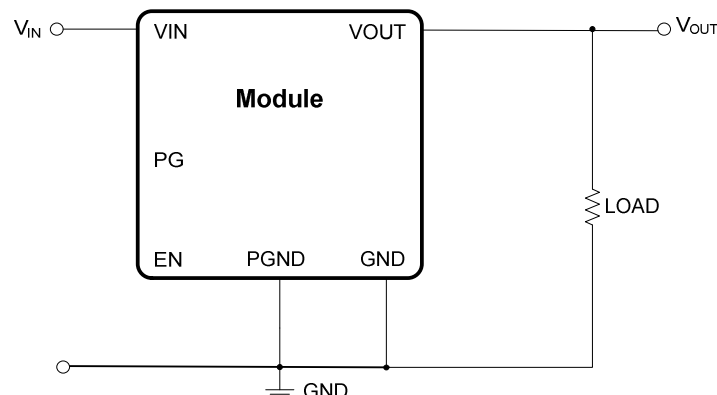 VIN VIN VOUT VOUT
Module
PG
LOAD
EN PGND GND
GND